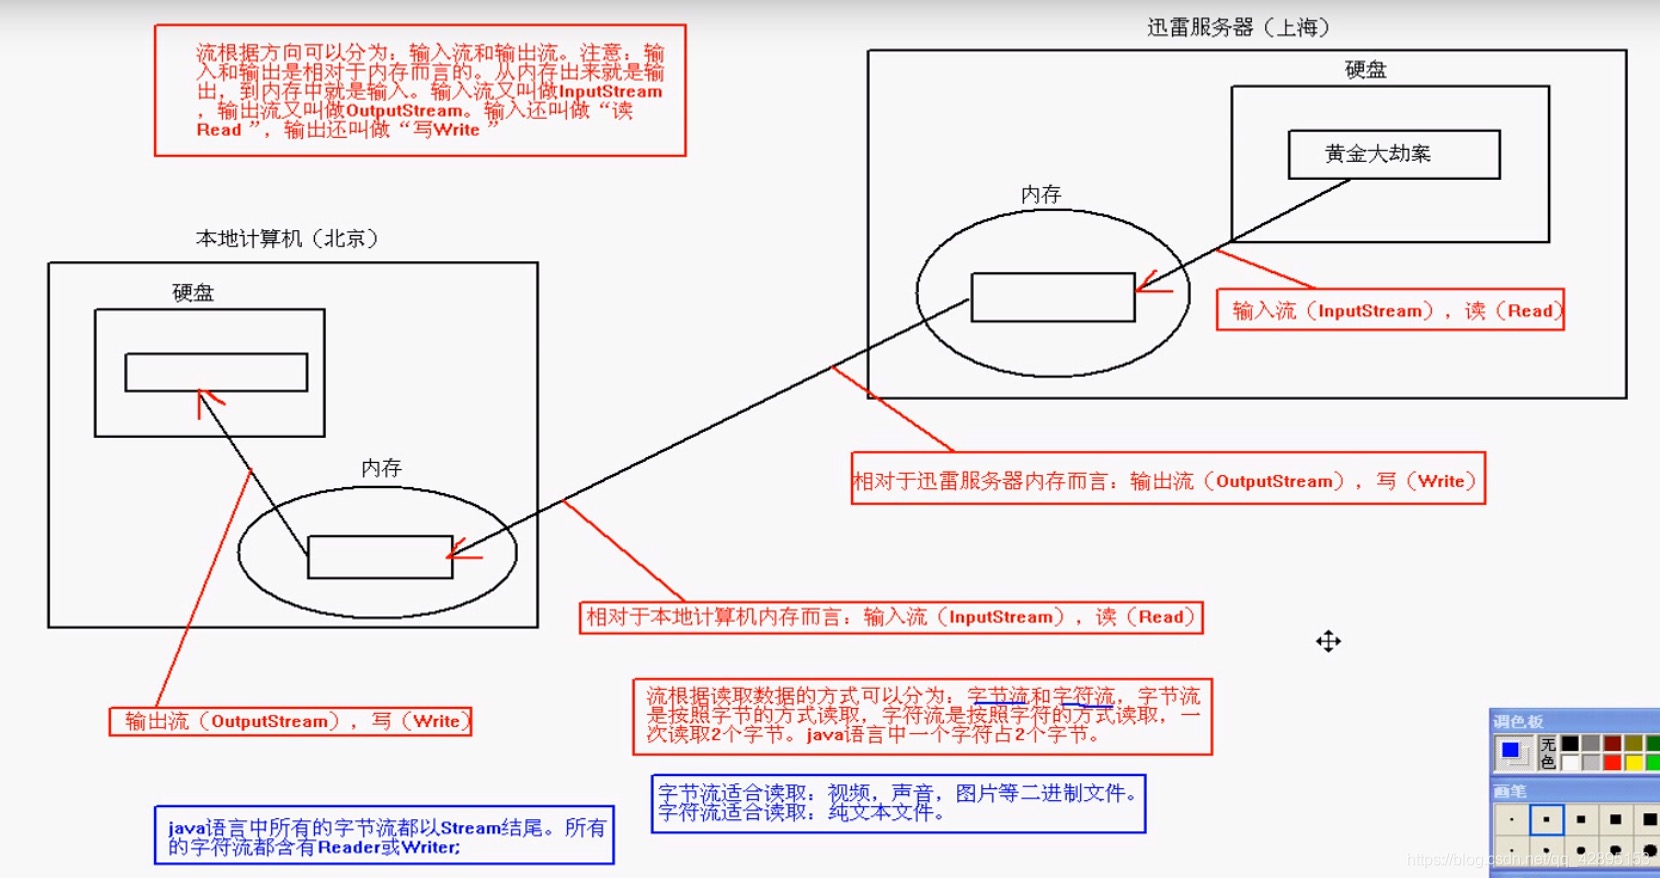 迅雷服务器（上海）
流根据方向可以分为：输入流和输出流。注意：输
入和输出是相对于内存而言的。从内存出来就是输
出，到内存中就是输入。输入流又叫做InputStream
，输出流又叫做OutputStream。输入还叫做“读
Read ”，输出还叫做“写Write ”
硬盘
黄金大劫案
内存
本地计算机（北京）
硬盘
输入流（InputStream），读（Read）
内存
相对于迅雷服务器内存而言：输出流（OutputStream），写（Write）
相对于本地计算机内存而言：输入流（InputStream），读（Read）
输出流（OutputStream），写（Write）
流根据读取数据的方式可以分为：字节流和字符流，字节流
是按照字节的方式读取，字符流是按照字符的方式读取，一
次读取2个字节。java语言中一个字符占2个字节。
字节流适合读取：视频，声音，图片等二进制文件。
字符流适合读取：纯文本文件。
java语言中所有的字节流都以Stream结尾。所有
的字符流都含有Reader或Writer;
调色板
无
色
画笔
https://blog.csdn.net/qq_42895153